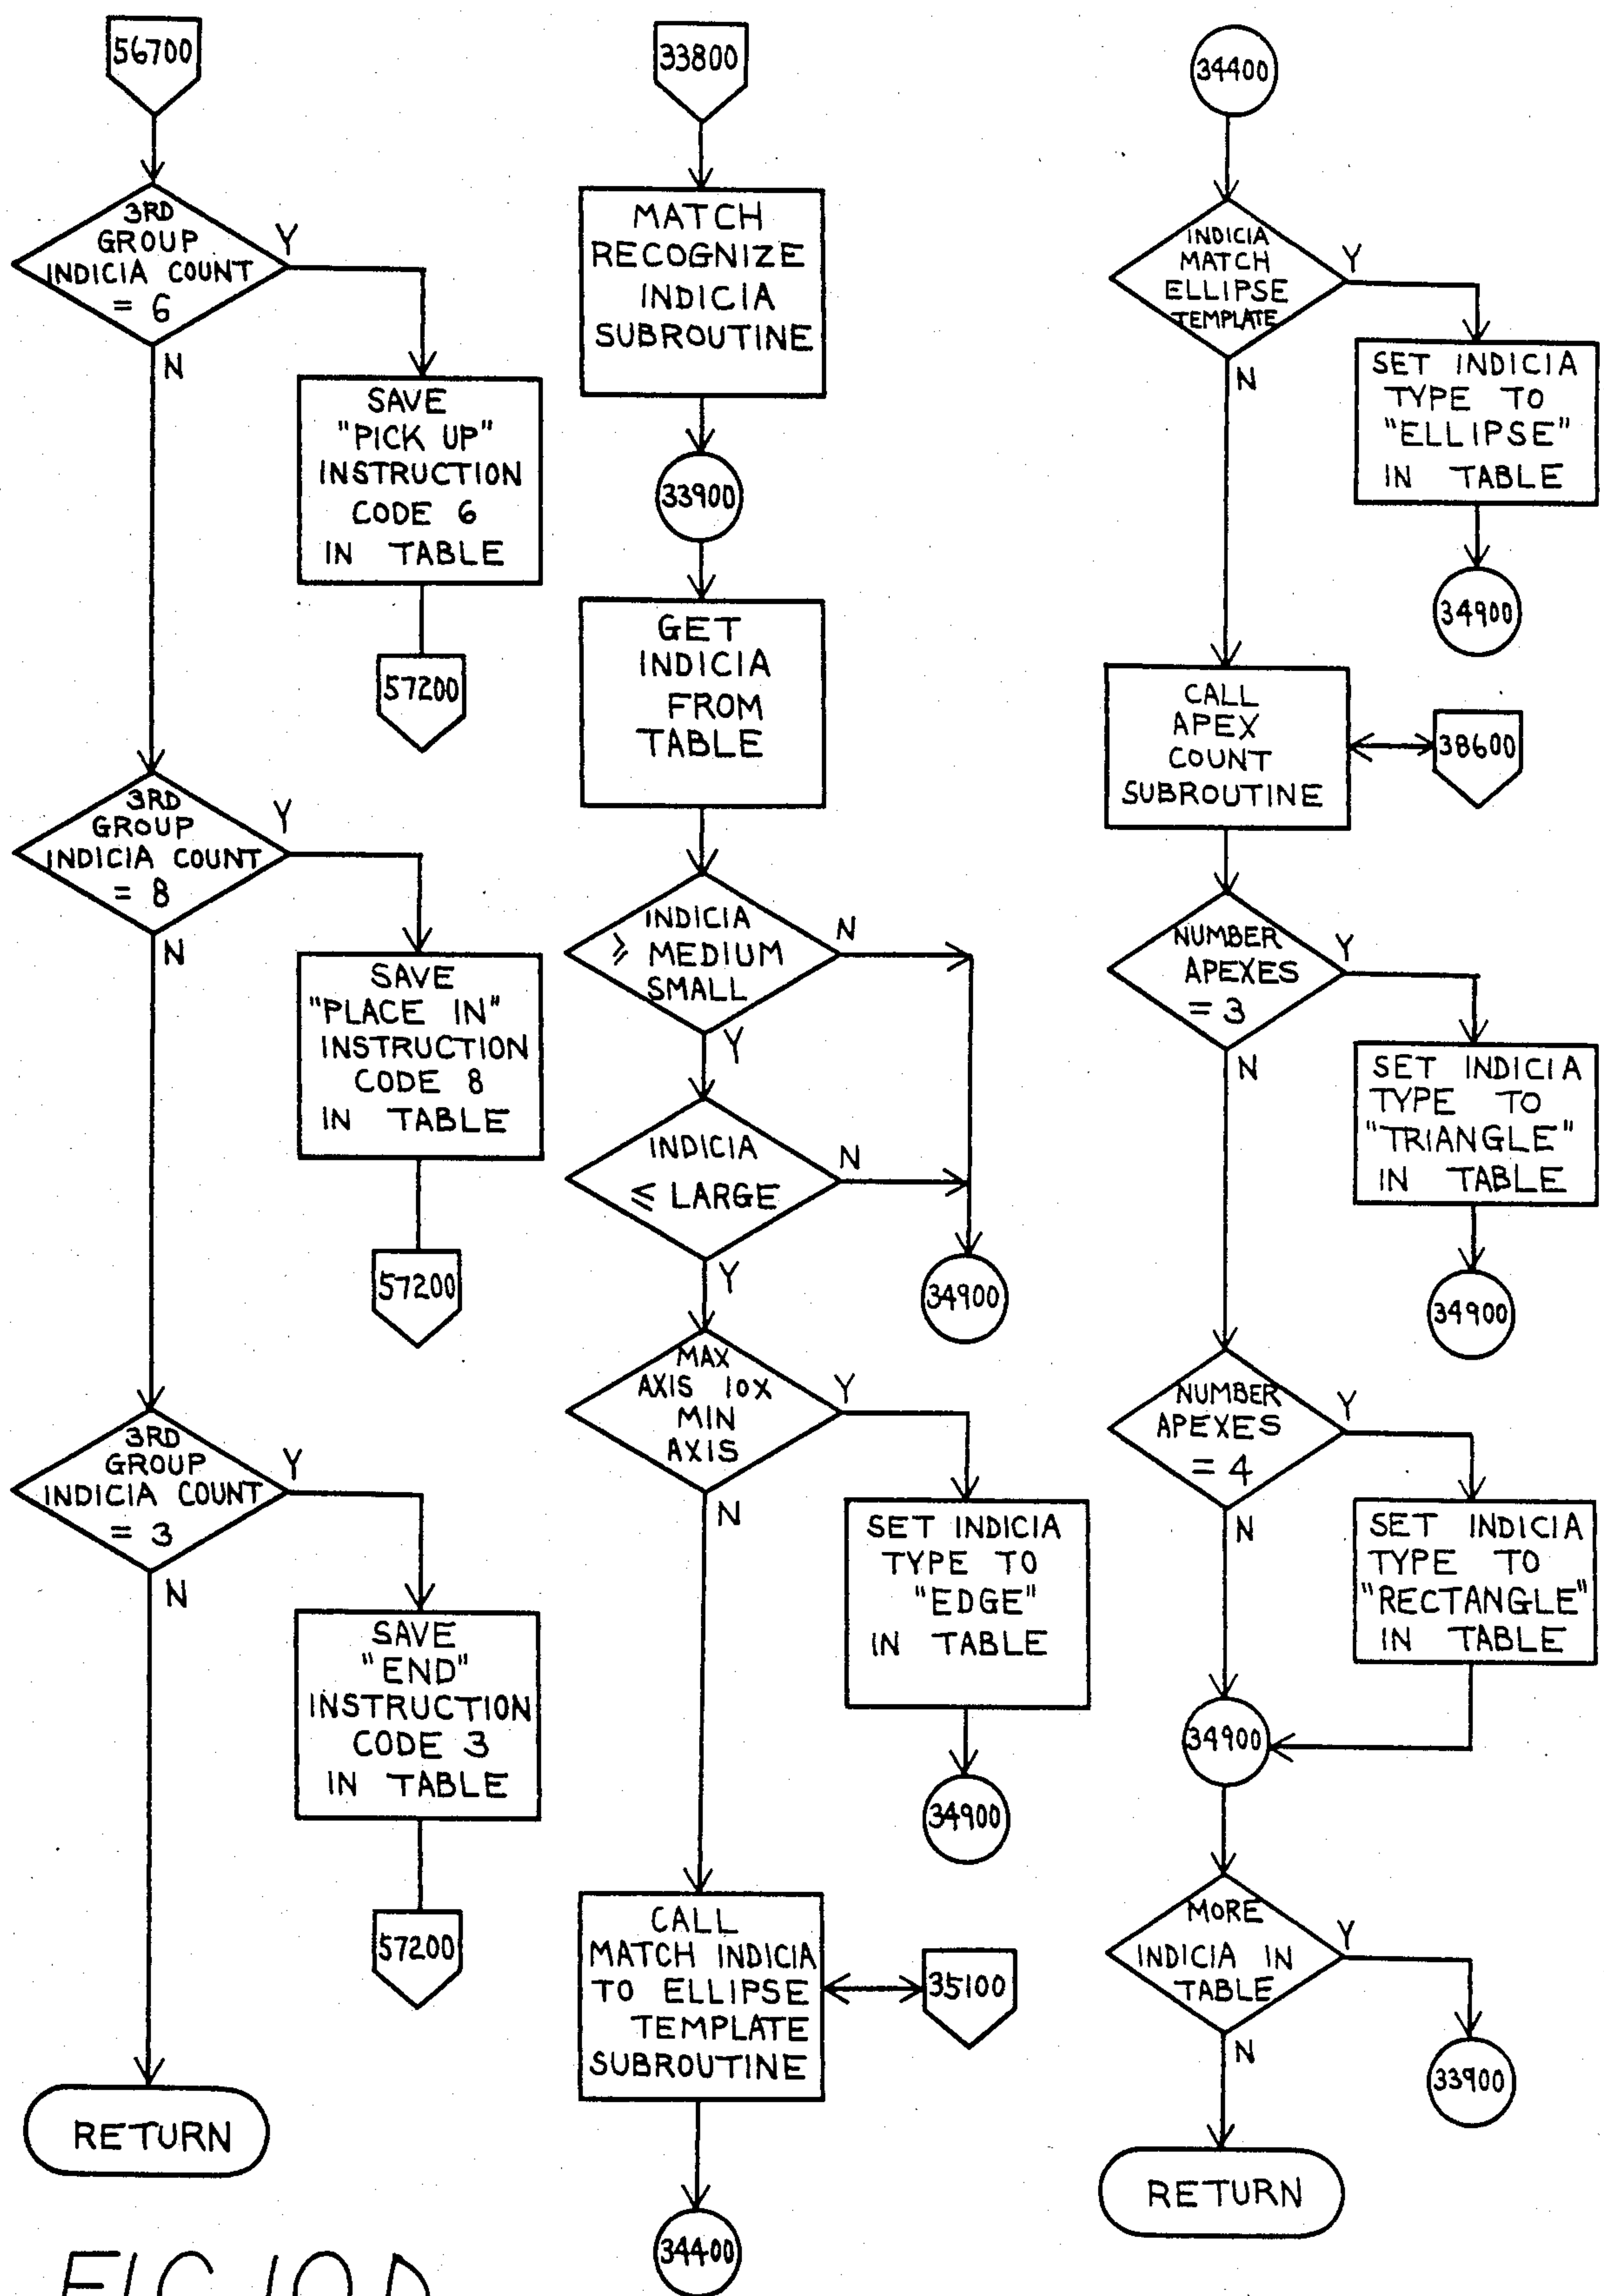 56700
3RD
GROUP
INDICIA COUNT
= 6
Y
N
SAVE
"PICK UP"
INSTRUCTION
CODE 6
IN TABLE
57200
3RD
GROUP
INDICIA COUNT
= 8
Y
N
SAVE
"PLACE IN"
INSTRUCTION
CODE 8
IN TABLE
57200
3RD
GROUP
INDICIA COUNT
= 3
Y
N
SAVE
"END"
INSTRUCTION
CODE 3
IN TABLE
57200
RETURN
33800
MATCH
RECOGNIZE
INDICIA
SUBROUTINE
33900
GET
INDICIA
FROM
TABLE
INDICIA
⩾ MEDIUM
SMALL
N
Y
INDICIA
⩽ LARGE
N
Y
34900
MAX
AXIS 10X
MIN
AXIS
Y
N
SET INDICIA
TYPE TO
"EDGE"
IN TABLE
34900
CALL
MATCH INDICIA
TO ELLIPSE
TEMPLATE
SUBROUTINE
35100
34400
34400
INDICIA
MATCH
ELLIPSE
TEMPLATE
Y
N
SET INDICIA
TYPE TO
"ELLIPSE"
IN TABLE
34900
CALL
APEX
COUNT
SUBROUTINE
38600
NUMBER
APEXES
= 3
Y
N
SET INDICIA
TYPE TO
"TRIANGLE"
IN TABLE
34900
NUMBER
APEXES
= 4
Y
N
SET INDICIA
TYPE TO
"RECTANGLE"
IN TABLE
34900
MORE
INDICIA IN
TABLE
Y
N
33900
RETURN
FIG 10D